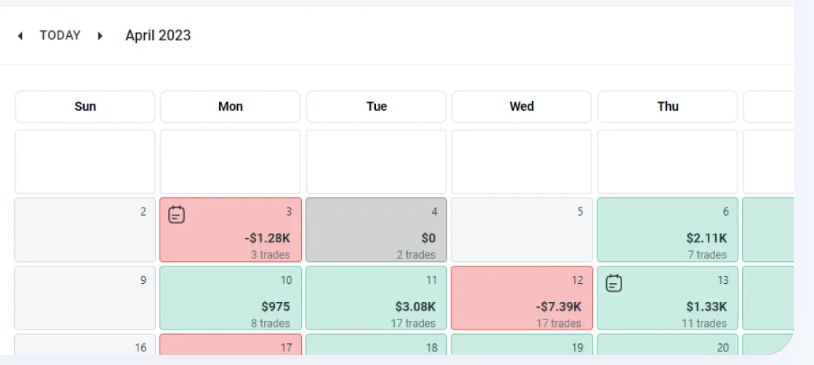 TODAY April 2023
Sun Mon Tue Wed Thu
2 3 4 5 6
-$1.28K $0 $2.11K
3 trades 2 trades 7 trades
9 10 11 12 13
$975 $3.08K -$7.39K $1.33K
8 trades 17 trades 17 trades 11 trades
16 17 18 19 20